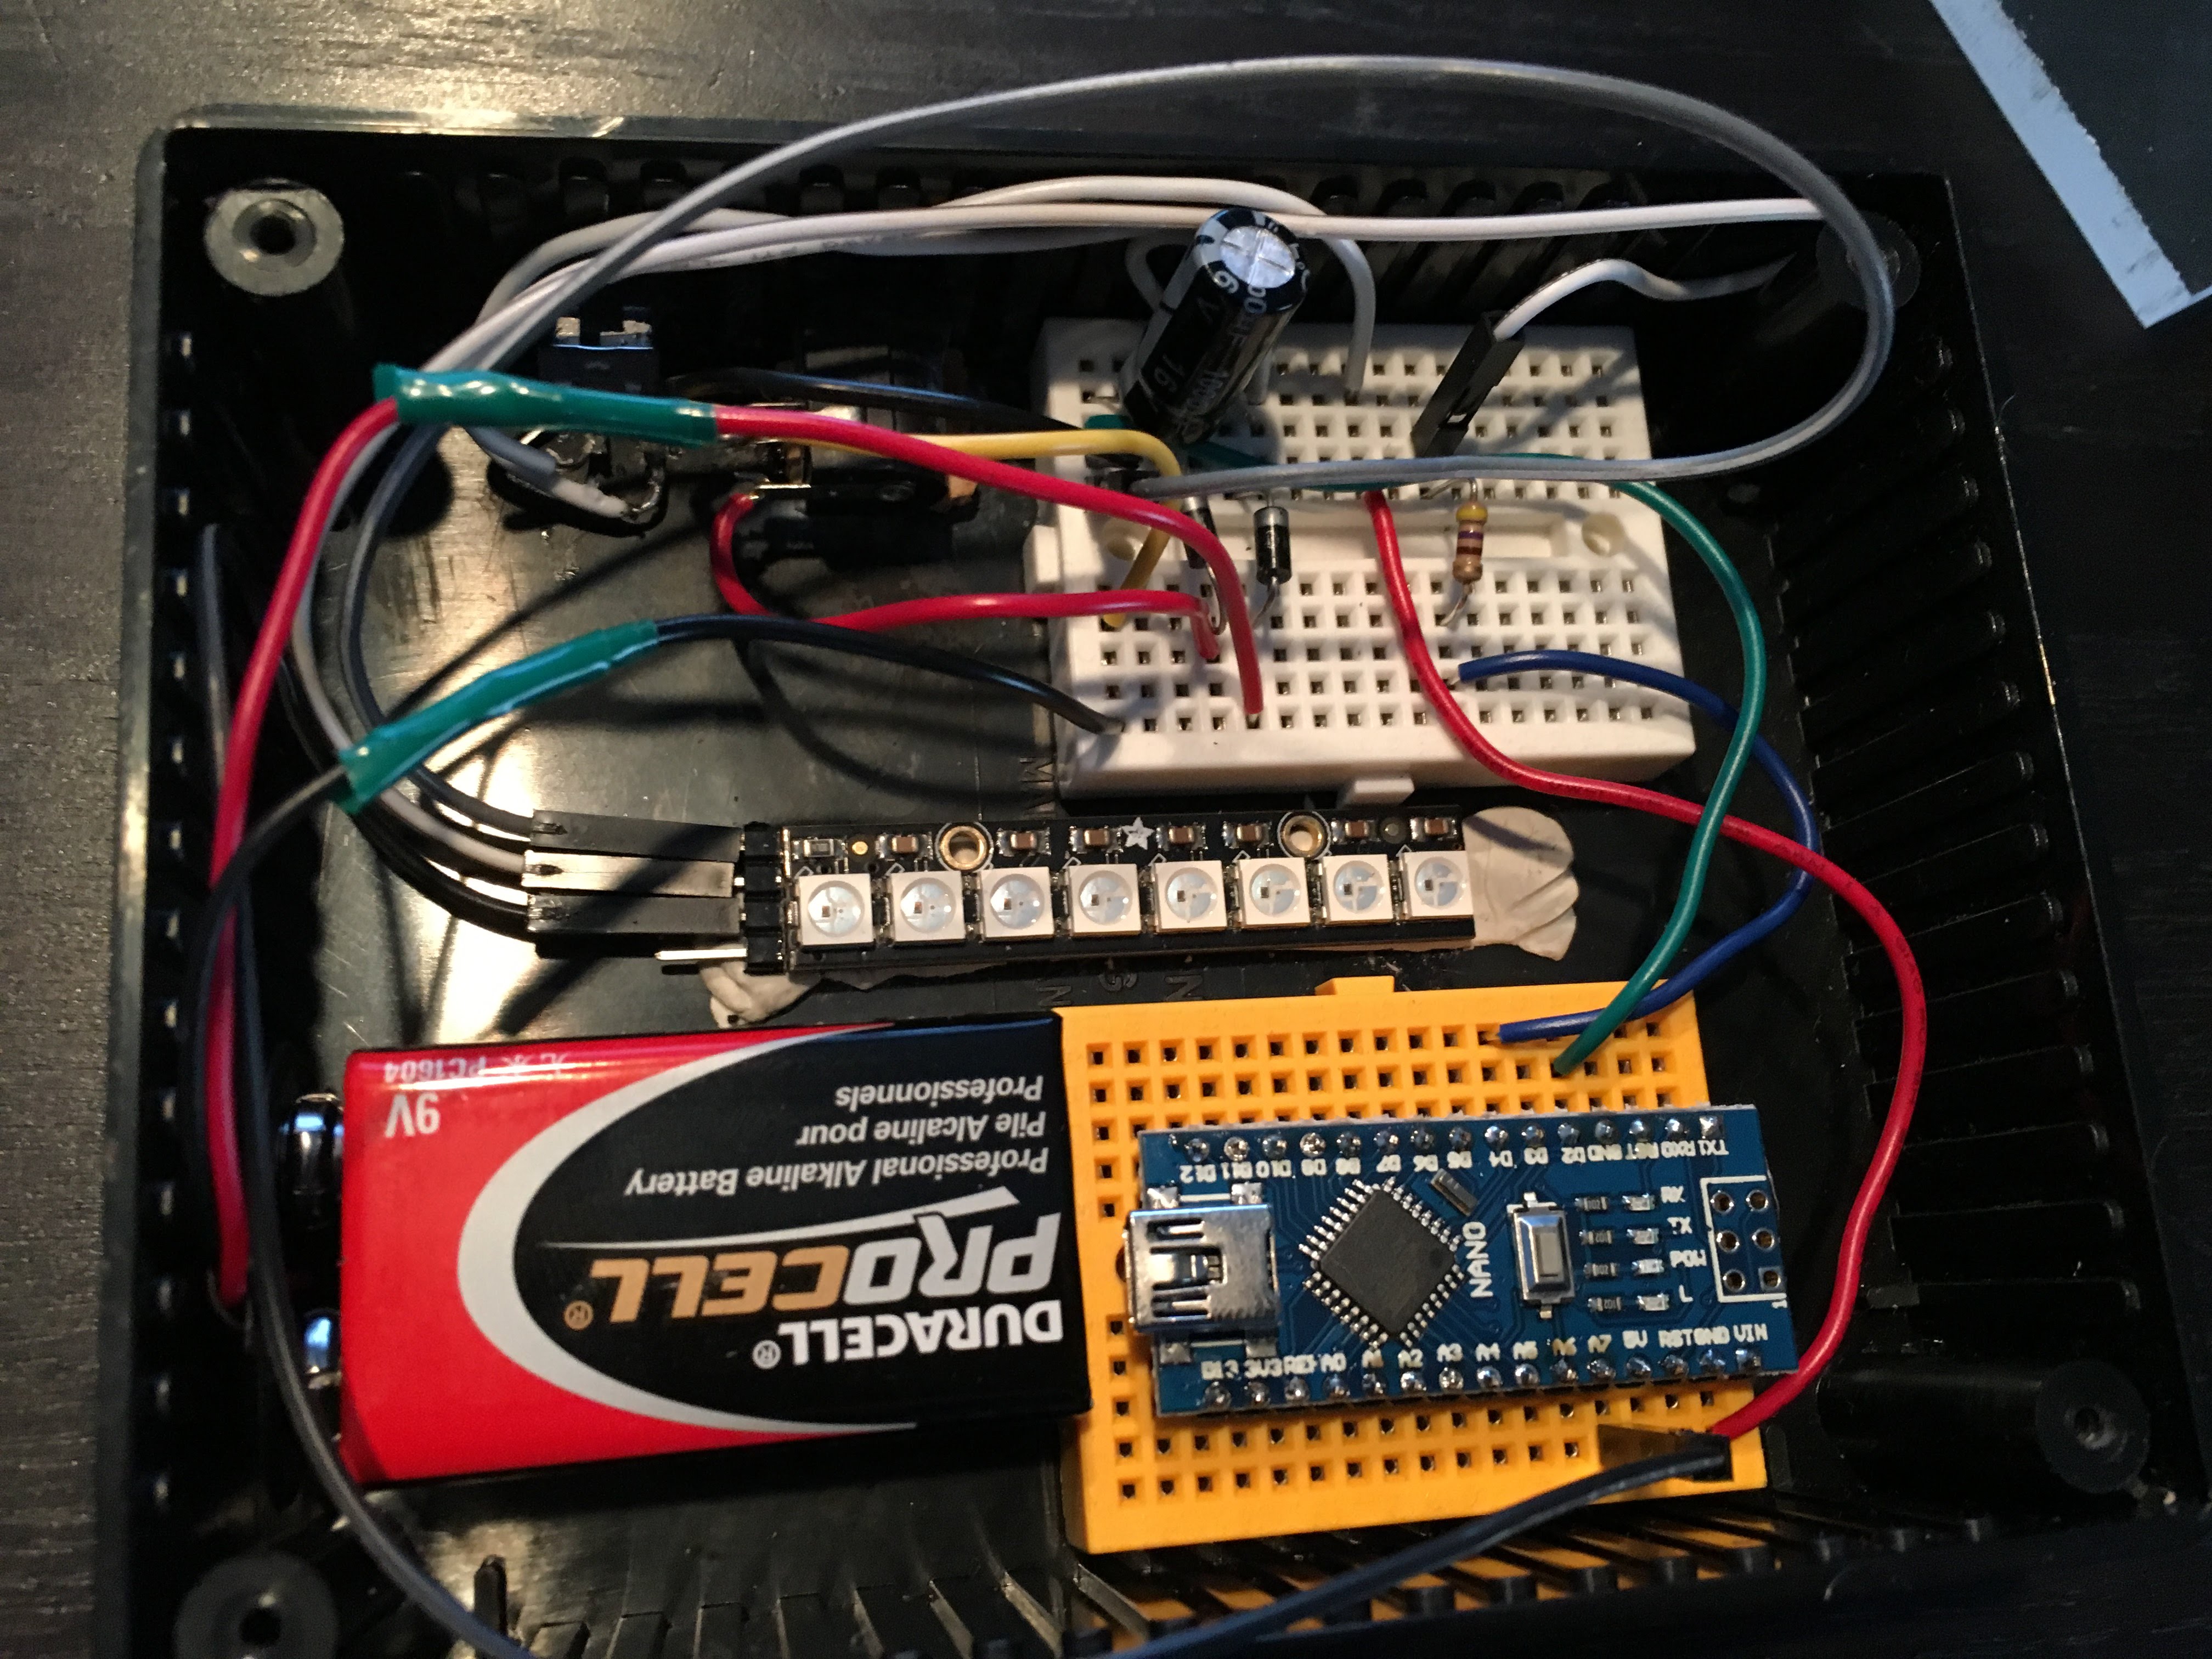 16V
9V
Professional Alkaline Battery
Pile Alcaline pour
Professionnels
DURACELL®
PROCELL®
D12 D11 D10 D9 D8 D7 D6 D5 D4 D3 D2 GND RST RX0 TX1
RX
TX
POW
L
NANO
1
D13 3V3 REF A0 A1 A2 A3 A4 A5 A6 A7 5V RST GND VIN